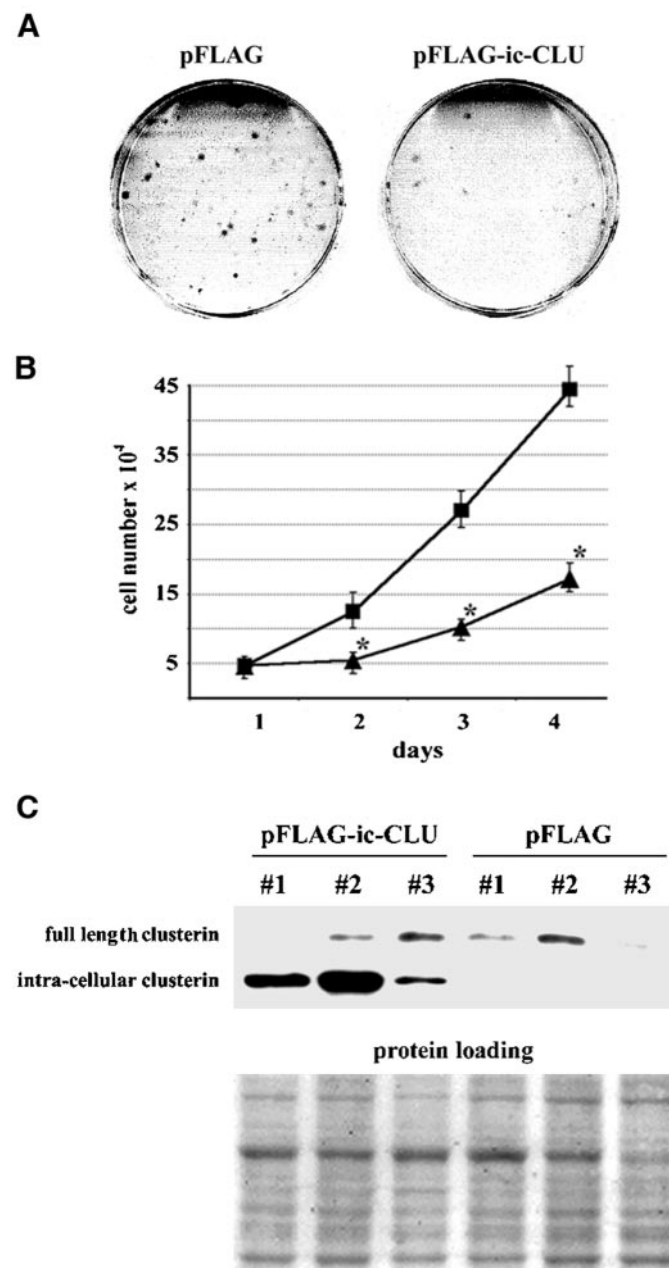 A
pFLAG pFLAG-ic-CLU
B
45
35
25
15
5
cell number x 10⁴
*
*
*
1 2 3 4
days
C
pFLAG-ic-CLU pFLAG
#1 #2 #3 #1 #2 #3
full length clusterin
intra-cellular clusterin
protein loading